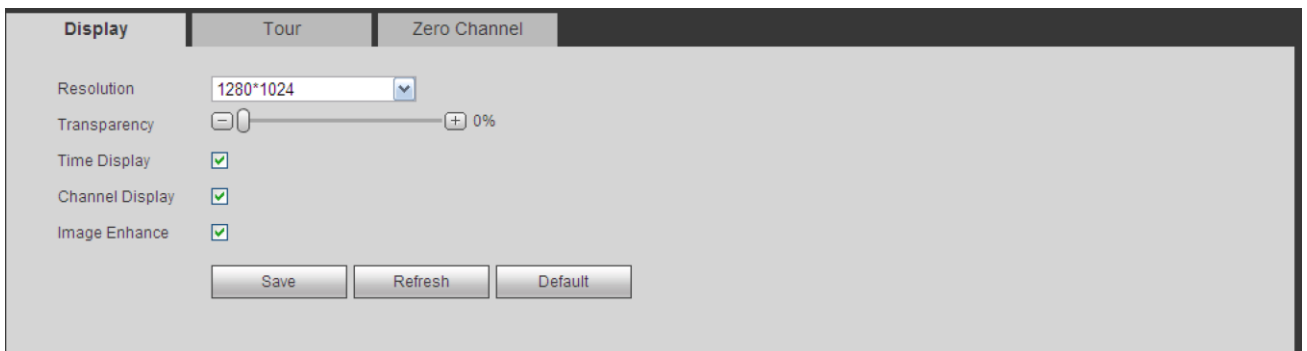 Display Tour Zero Channel
Resolution 1280*1024
Transparency 0%
Time Display
Channel Display
Image Enhance
Save Refresh Default